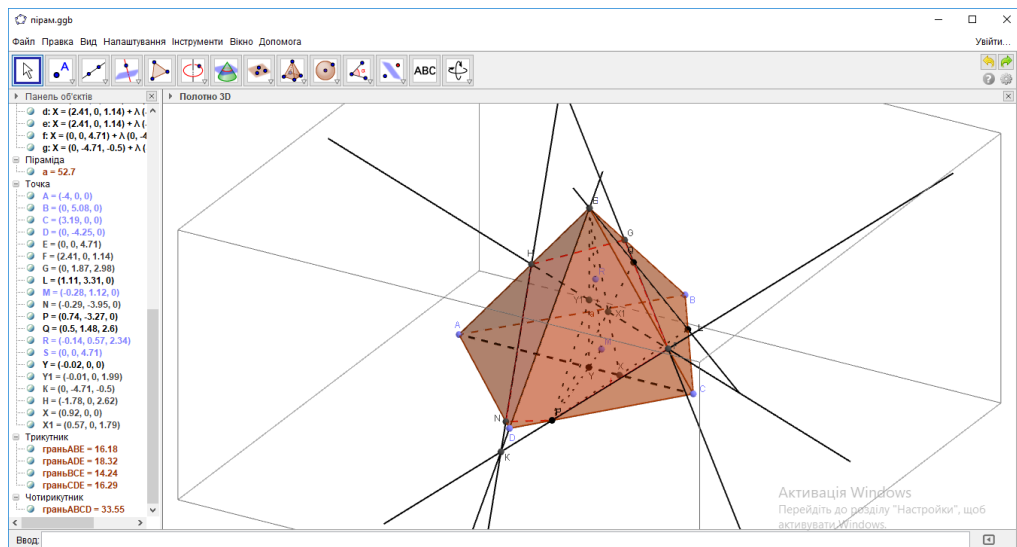 пірам.ggb
Файл Правка Вид Налаштування Інструменти Вікно Допомога
Увійти...
ABC
Панель об'єктів
Полотно 3D
d: X = (2.41, 0, 1.14) + λ (-
e: X = (2.41, 0, 1.14) + λ (-
f: X = (0, 0, 4.71) + λ (0, -4
g: X = (0, -4.71, -0.5) + λ (
Піраміда
a = 52.7
Точка
A = (-4, 0, 0)
B = (0, 5.08, 0)
C = (3.19, 0, 0)
D = (0, -4.25, 0)
E = (0, 0, 4.71)
F = (2.41, 0, 1.14)
G = (0, 1.87, 2.98)
L = (1.11, 3.31, 0)
M = (-0.28, 1.12, 0)
N = (-0.29, -3.95, 0)
P = (0.74, -3.27, 0)
Q = (0.5, 1.48, 2.6)
R = (-0.14, 0.57, 2.34)
S = (0, 0, 4.71)
Y = (-0.02, 0, 0)
Y1 = (-0.01, 0, 1.99)
K = (0, -4.71, -0.5)
H = (-1.78, 0, 2.62)
X = (0.92, 0, 0)
X1 = (0.57, 0, 1.79)
Трикутник
граньABE = 16.18
граньADE = 18.32
граньBCE = 14.24
граньCDE = 16.29
Чотирикутник
граньABCD = 33.55
G
H
B
Y1
X1
A
L
M
Y
X
C
N
P
D
K
Активація Windows
Перейдіть до розділу "Настройки", щоб
активувати Windows.
Ввод: